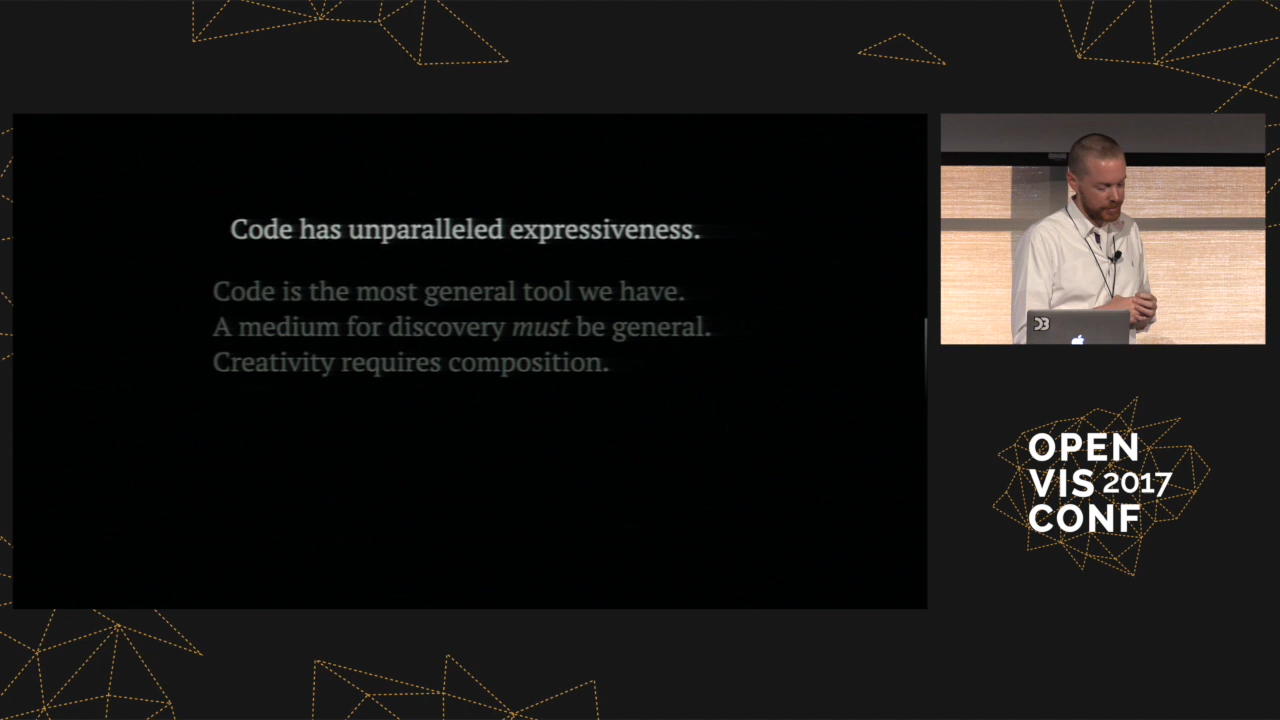 Code has unparalleled expressiveness.
Code is the most general tool we have.
A medium for discovery must be general.
Creativity requires composition.
D3
OPEN
VIS 2017
CONF